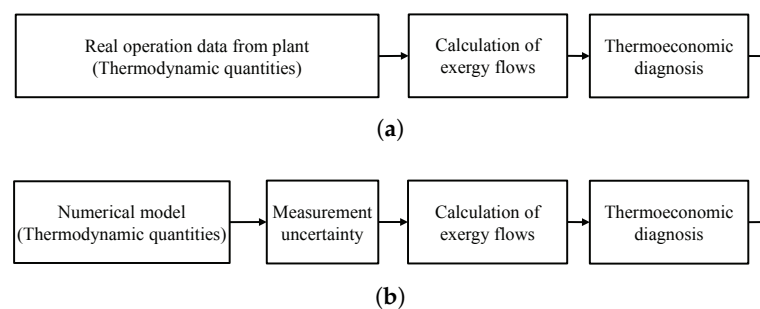 Real operation data from plant
(Thermodynamic quantities)
Calculation of
exergy flows
Thermoeconomic
diagnosis
(a)
Numerical model
(Thermodynamic quantities)
Measurement
uncertainty
Calculation of
exergy flows
Thermoeconomic
diagnosis
(b)